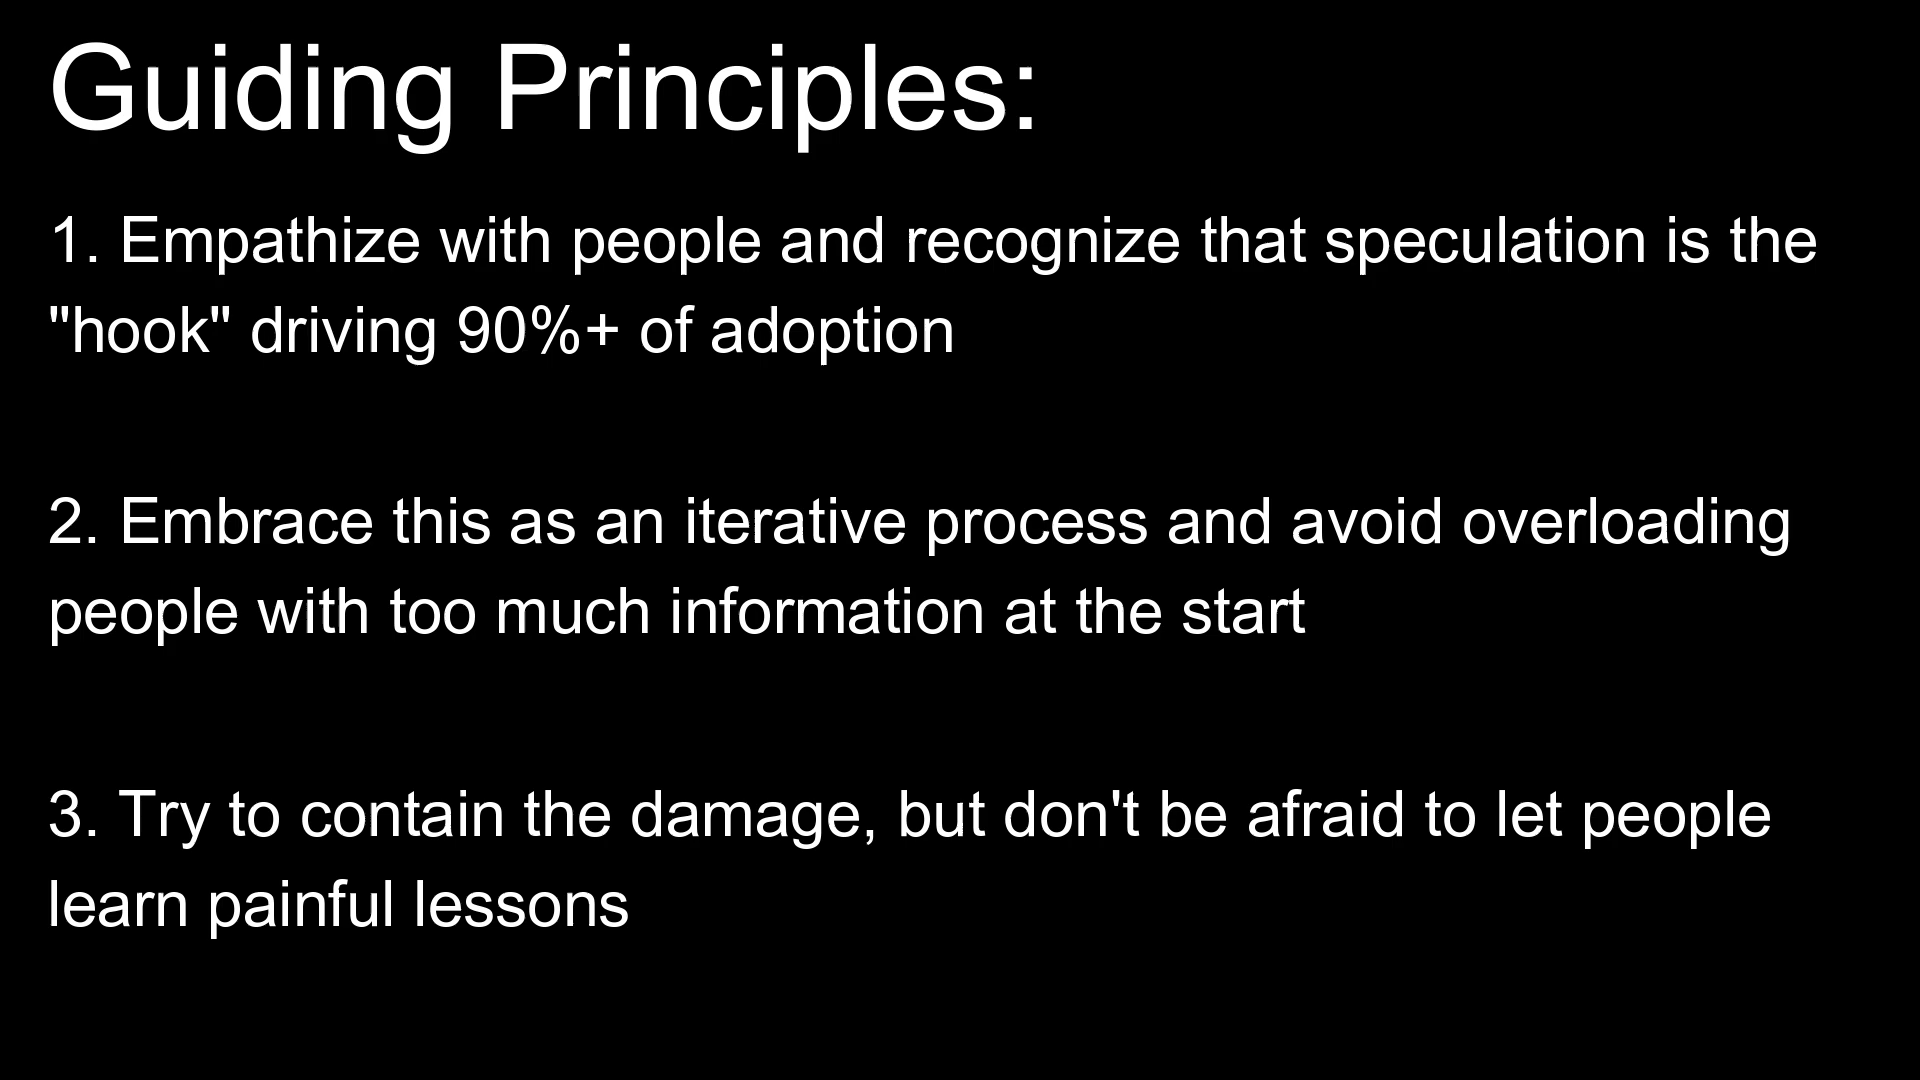 Guiding Principles:
1. Empathize with people and recognize that speculation is the
"hook" driving 90%+ of adoption
2. Embrace this as an iterative process and avoid overloading
people with too much information at the start
3. Try to contain the damage, but don't be afraid to let people
learn painful lessons